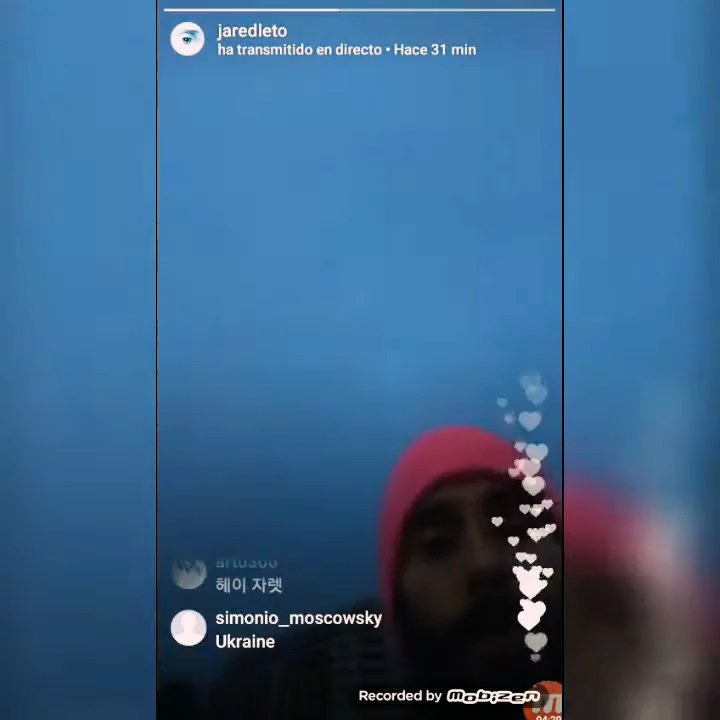 jaredleto
ha transmitido en directo • Hace 31 min
헤이 자렛
simonio_moscowsky
Ukraine
Recorded by Mobizen